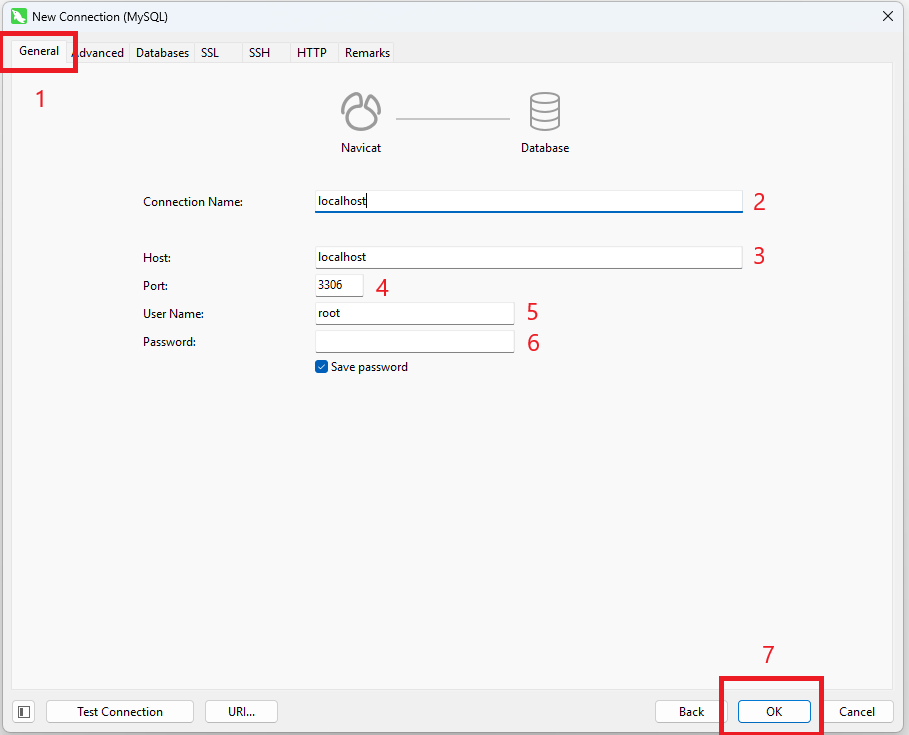 New Connection (MySQL)
General Advanced Databases SSL SSH HTTP Remarks
1
Navicat Database
Connection Name: localhost 2
Host: localhost 3
Port: 3306 4
User Name: root 5
Password: 6
Save password
7
Test Connection URI... Back OK Cancel